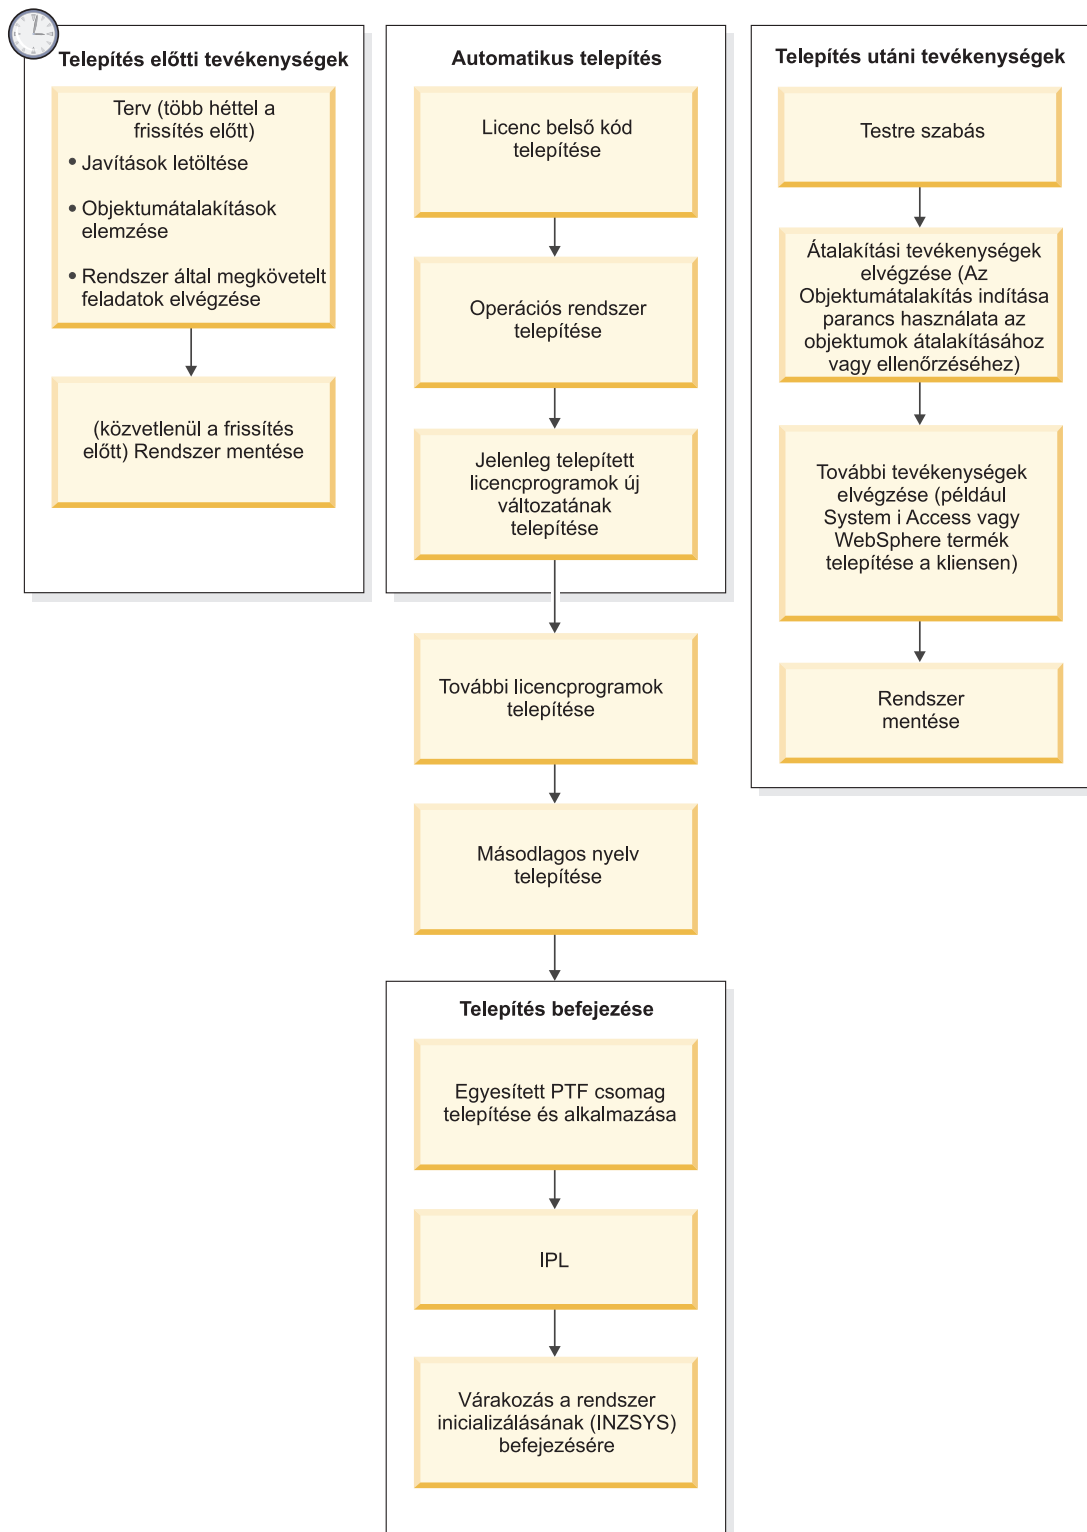 Telepítés előtti tevékenységek
Terv (több héttel a
frissítés előtt)
• Javítások letöltése
• Objektumátalakítások
elemzése
• Rendszer által megkövetelt
feladatok elvégzése
(közvetlenül a frissítés
előtt) Rendszer mentése
Automatikus telepítés
Licenc belső kód
telepítése
Operációs rendszer
telepítése
Jelenleg telepített
licencprogramok új
változatának
telepítése
További licencprogramok
telepítése
Másodlagos nyelv
telepítése
Telepítés befejezése
Egyesített PTF csomag
telepítése és alkalmazása
IPL
Várakozás a rendszer
inicializálásának (INZSYS)
befejezésére
Telepítés utáni tevékenységek
Testre szabás
Átalakítási tevékenységek
elvégzése (Az
Objektumátalakítás indítása
parancs használata az
objektumok átalakításához
vagy ellenőrzéséhez)
További tevékenységek
elvégzése (például
System i Access vagy
WebSphere termék
telepítése a kliensen)
Rendszer
mentése